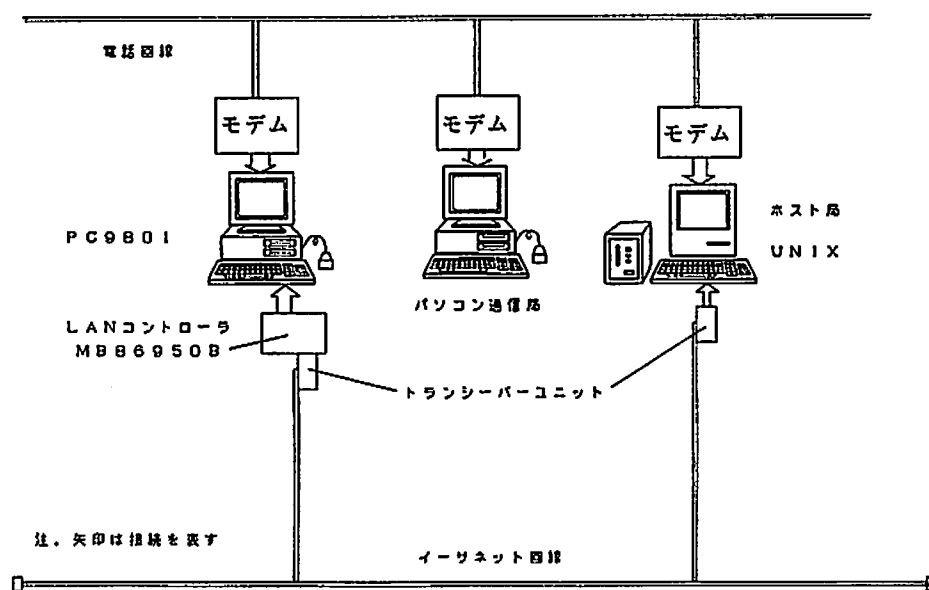 電話回線
モデム
モデム
モデム
PC9801
ホスト局
UNIX
パソコン通信局
LANコントローラ
MB86950B
トランシーバーユニット
注．矢印は接続を表す
イーサネット回線